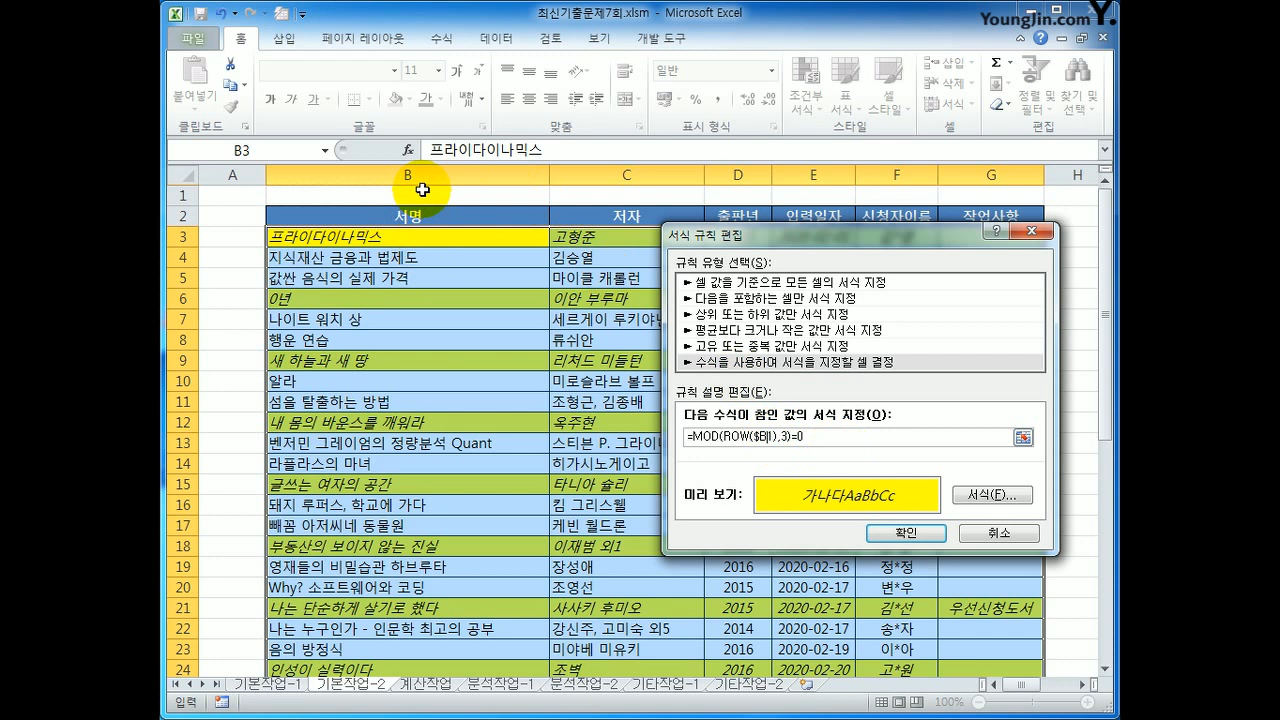 최신기출문제7회.xlsm - Microsoft Excel
YoungJin.com Y.
파일 홈 삽입 페이지 레이아웃 수식 데이터 검토 보기 개발 도구
붙여넣기
클립보드
11
가 가 가
글꼴
맞춤
일반
표시 형식
조건부 서식 표 서식 셀 스타일
스타일
삽입
삭제
서식
셀
정렬 및 필터 찾기 및 선택
편집
B3 fx 프라이다이나믹스
A B C D E F G H
1
2 서명 저자 출판년 입력일자 신청자이름 작업사항
3 프라이다이나믹스 고형준
4 지식재산 금융과 법제도 김승열
5 값싼 음식의 실제 가격 마이클 캐롤런
6 0년 이안 부루마
7 나이트 워치 상 세르게이 루키야넨
8 행운 연습 류쉬안
9 새 하늘과 새 땅 리처드 미들턴
10 알라 미로슬라브 볼프
11 섬을 탈출하는 방법 조형근, 김종배
12 내 몸의 바운스를 깨워라 옥주현
13 벤저민 그레이엄의 정량분석 Quant 스티븐 P. 그라이
14 라플라스의 마녀 히가시노게이고
15 글쓰는 여자의 공간 타니아 슐리
16 돼지 루퍼스, 학교에 가다 킴 그리스웰
17 빼꼼 아저씨네 동물원 케빈 월드론
18 부동산의 보이지 않는 진실 이재범 외1
19 영재들의 비밀습관 하브루타 장성애 2016 2020-02-16 정*정
20 Why? 소프트웨어와 코딩 조영선 2015 2020-02-17 변*우
21 나는 단순하게 살기로 했다 사사키 후미오 2015 2020-02-17 김*선 우선신청도서
22 나는 누구인가 - 인문학 최고의 공부 강신주, 고미숙 외5 2014 2020-02-17 송*자
23 음의 방정식 미야베 미유키 2016 2020-02-19 이*아
24 인성이 실력이다 조벽 2016 2020-02-20 고*원
서식 규칙 편집
규칙 유형 선택(S):
► 셀 값을 기준으로 모든 셀의 서식 지정
► 다음을 포함하는 셀만 서식 지정
► 상위 또는 하위 값만 서식 지정
► 평균보다 크거나 작은 값만 서식 지정
► 고유 또는 중복 값만 서식 지정
► 수식을 사용하여 서식을 지정할 셀 결정
규칙 설명 편집(E):
다음 수식이 참인 값의 서식 지정(O):
=MOD(ROW($B1),3)=0
미리 보기: 가나다AaBbCc 서식(F)...
확인 취소
기본작업-1 기본작업-2 계산작업 분석작업-1 분석작업-2 기타작업-1 기타작업-2
입력 100%